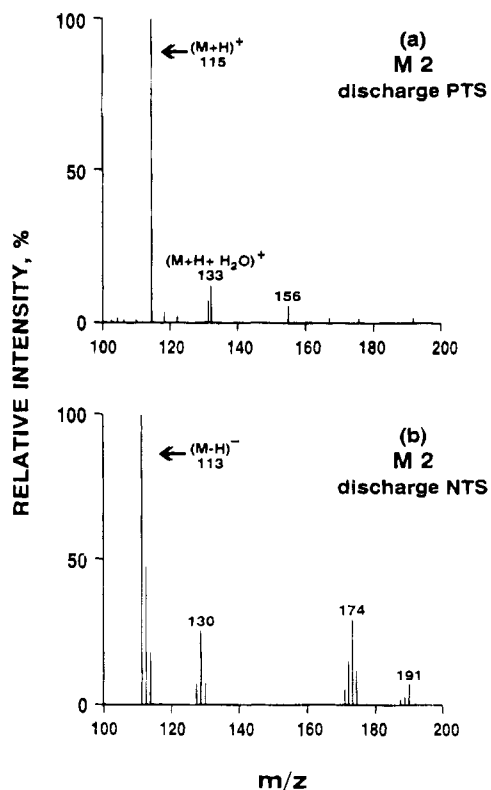 RELATIVE INTENSITY, %
(a)
M 2
discharge PTS
100
50
0
(M+H)+
115
(M+H+ H2O)+
133
156
100 120 140 160 180 200
(b)
M 2
discharge NTS
100
50
0
(M-H)−
113
130
174
191
100 120 140 160 180 200
m/z